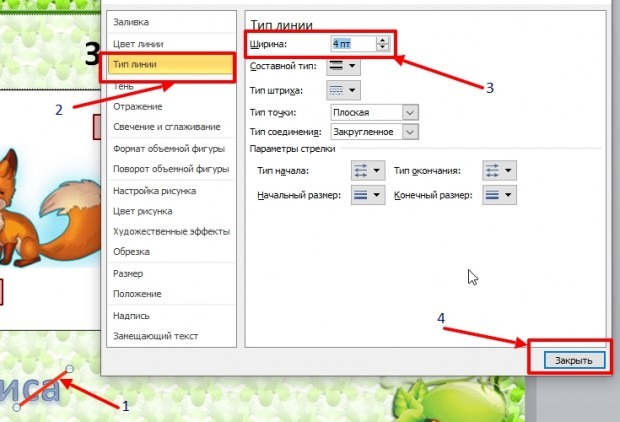 3
Заливка
Цвет линии
Тип линии
Тень
Отражение
Свечение и сглаживание
Формат объемной фигуры
Поворот объемной фигуры
Настройка рисунка
Цвет рисунка
Художественные эффекты
Обрезка
Размер
Положение
Надпись
Замещающий текст
Тип линии
Ширина: 4 пт
Составной тип:
Тип штриха:
Тип точки: Плоская
Тип соединения: Закругленное
Параметры стрелки
Тип начала: Тип окончания:
Начальный размер: Конечный размер:
Закрыть
2
3
4
иса
1